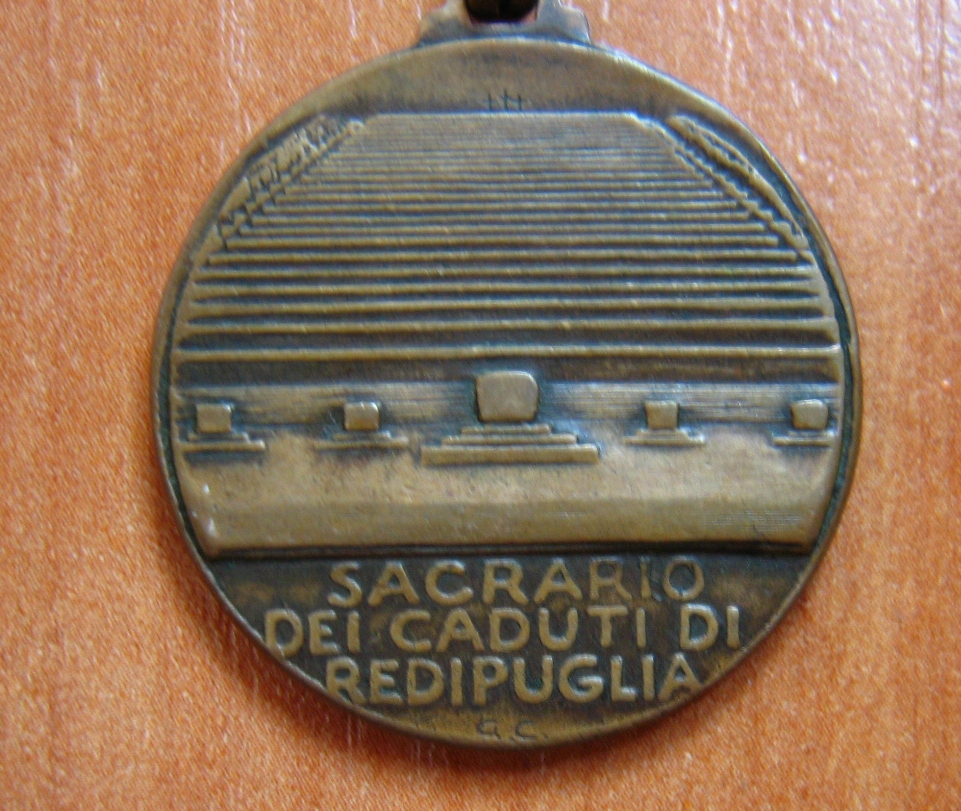 SACRARIO
DEI CADUTI DI
REDIPUGLIA
G.C.